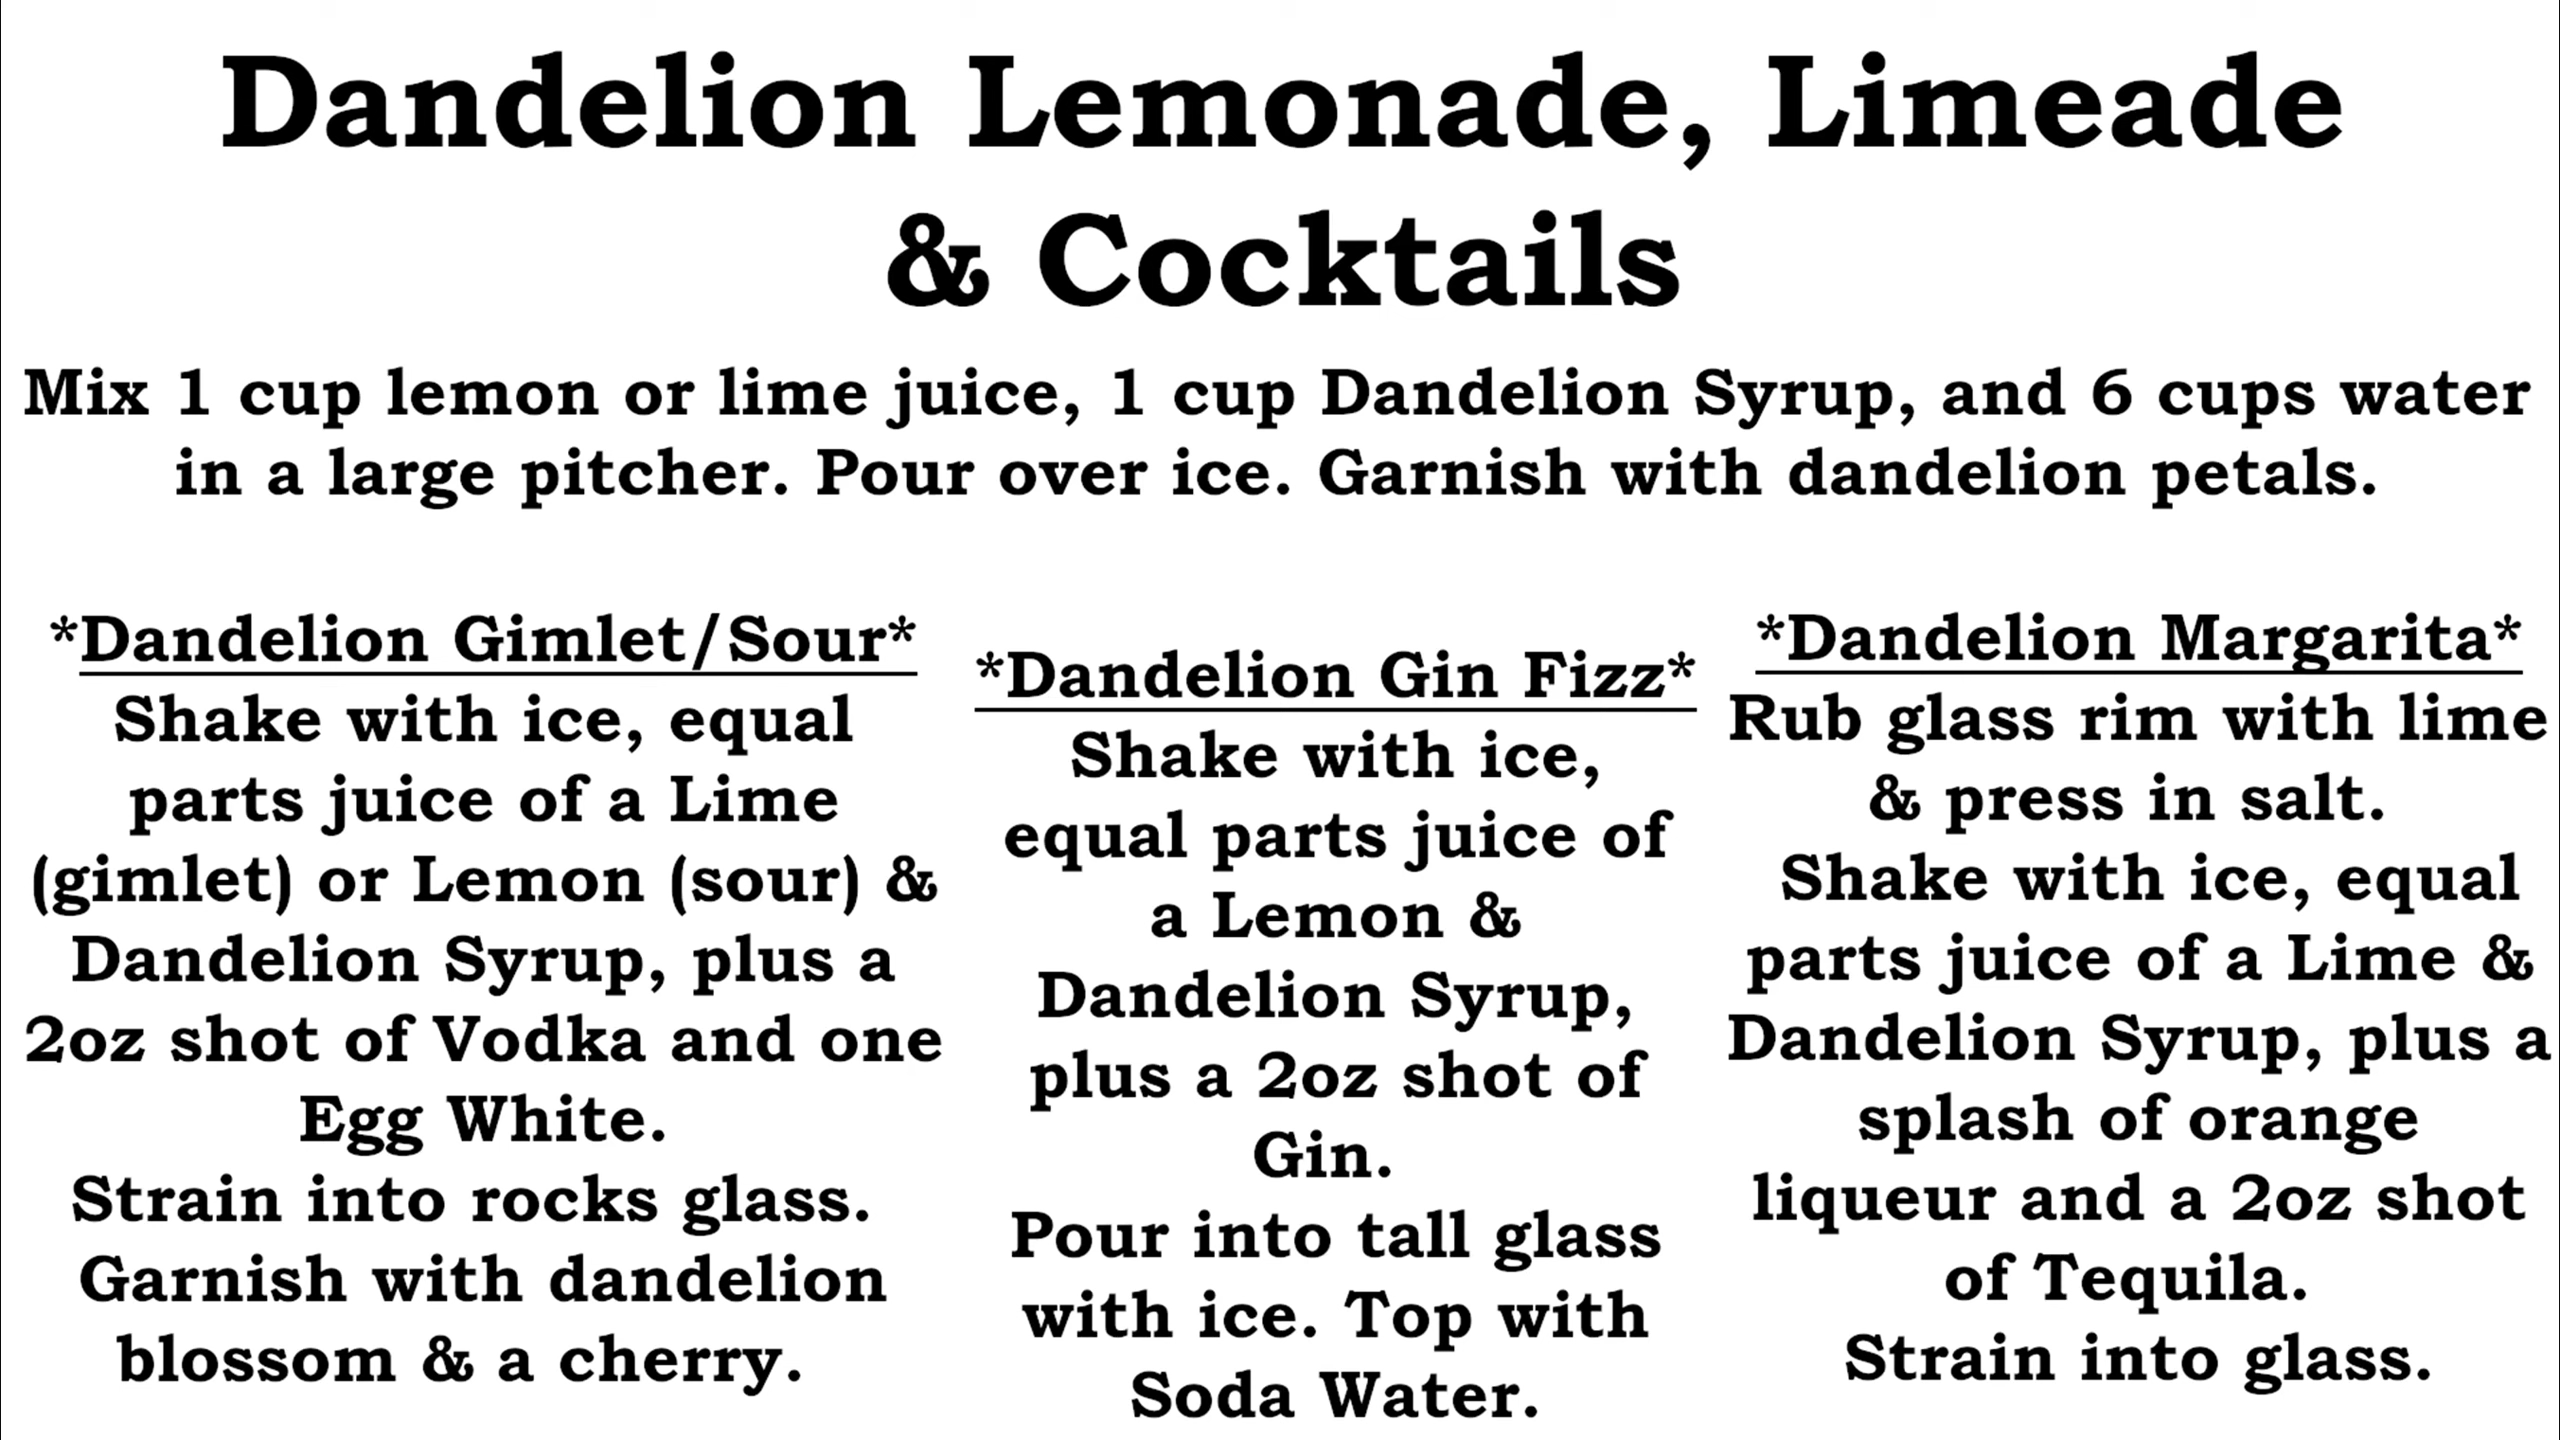 Dandelion Lemonade, Limeade
& Cocktails
Mix 1 cup lemon or lime juice, 1 cup Dandelion Syrup, and 6 cups water
in a large pitcher. Pour over ice. Garnish with dandelion petals.
*Dandelion Gimlet/Sour*
Shake with ice, equal
parts juice of a Lime
(gimlet) or Lemon (sour) &
Dandelion Syrup, plus a
2oz shot of Vodka and one
Egg White.
Strain into rocks glass.
Garnish with dandelion
blossom & a cherry.
*Dandelion Gin Fizz*
Shake with ice,
equal parts juice of
a Lemon &
Dandelion Syrup,
plus a 2oz shot of
Gin.
Pour into tall glass
with ice. Top with
Soda Water.
*Dandelion Margarita*
Rub glass rim with lime
& press in salt.
Shake with ice, equal
parts juice of a Lime &
Dandelion Syrup, plus a
splash of orange
liqueur and a 2oz shot
of Tequila.
Strain into glass.